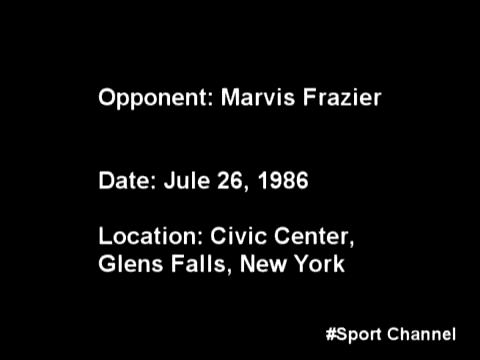 Opponent: Marvis Frazier
Date: Jule 26, 1986
Location: Civic Center,
Glens Falls, New York
#Sport Channel